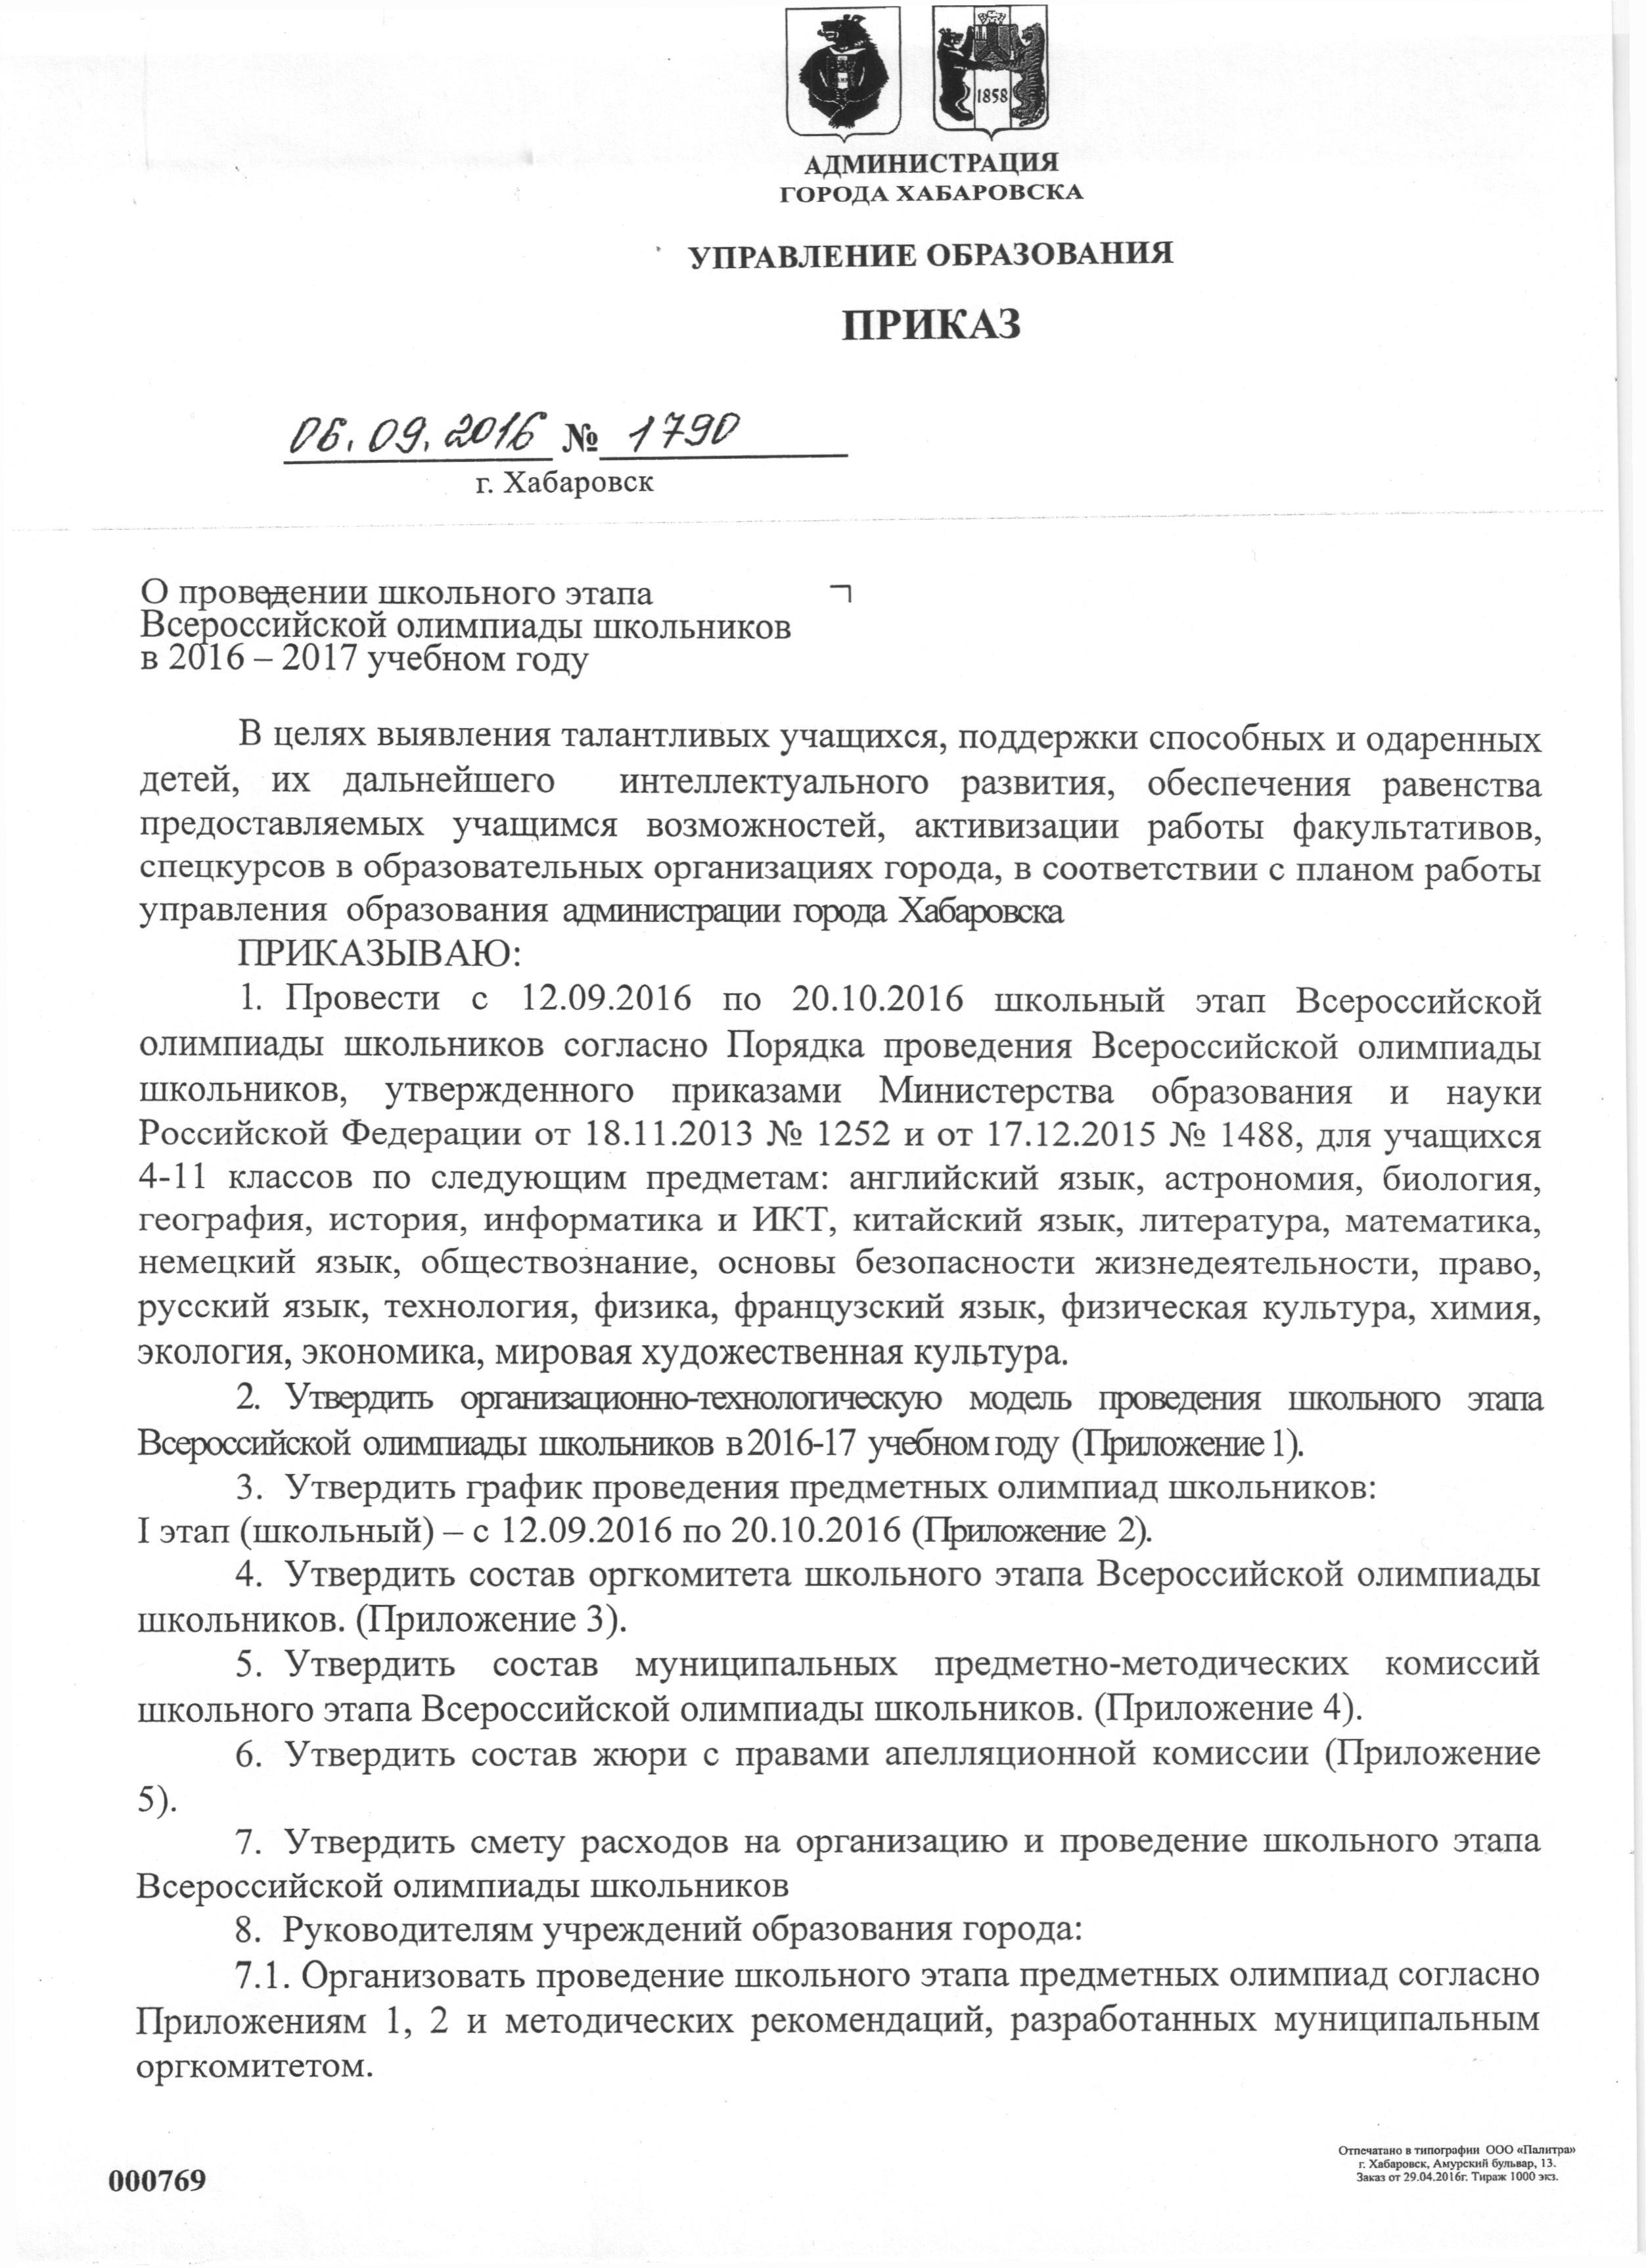 1858
АДМИНИСТРАЦИЯ
ГОРОДА ХАБАРОВСКА
УПРАВЛЕНИЕ ОБРАЗОВАНИЯ
ПРИКАЗ
06.09.2016 № 1790
г. Хабаровск
О проведении школьного этапа
Всероссийской олимпиады школьников
в 2016 – 2017 учебном году
В целях выявления талантливых учащихся, поддержки способных и одаренных
детей, их дальнейшего интеллектуального развития, обеспечения равенства
предоставляемых учащимся возможностей, активизации работы факультативов,
спецкурсов в образовательных организациях города, в соответствии с планом работы
управления образования администрации города Хабаровска
ПРИКАЗЫВАЮ:
1. Провести с 12.09.2016 по 20.10.2016 школьный этап Всероссийской
олимпиады школьников согласно Порядка проведения Всероссийской олимпиады
школьников, утвержденного приказами Министерства образования и науки
Российской Федерации от 18.11.2013 № 1252 и от 17.12.2015 № 1488, для учащихся
4-11 классов по следующим предметам: английский язык, астрономия, биология,
география, история, информатика и ИКТ, китайский язык, литература, математика,
немецкий язык, обществознание, основы безопасности жизнедеятельности, право,
русский язык, технология, физика, французский язык, физическая культура, химия,
экология, экономика, мировая художественная культура.
2. Утвердить организационно-технологическую модель проведения школьного этапа
Всероссийской олимпиады школьников в 2016-17 учебном году (Приложение 1).
3. Утвердить график проведения предметных олимпиад школьников:
I этап (школьный) – с 12.09.2016 по 20.10.2016 (Приложение 2).
4. Утвердить состав оргкомитета школьного этапа Всероссийской олимпиады
школьников. (Приложение 3).
5. Утвердить состав муниципальных предметно-методических комиссий
школьного этапа Всероссийской олимпиады школьников. (Приложение 4).
6. Утвердить состав жюри с правами апелляционной комиссии (Приложение
5).
7. Утвердить смету расходов на организацию и проведение школьного этапа
Всероссийской олимпиады школьников
8. Руководителям учреждений образования города:
7.1. Организовать проведение школьного этапа предметных олимпиад согласно
Приложениям 1, 2 и методических рекомендаций, разработанных муниципальным
оргкомитетом.
Отпечатано в типографии ООО «Палитра»
г. Хабаровск, Амурский бульвар, 13.
Заказ от 29.04.2016г. Тираж 1000 экз.
000769